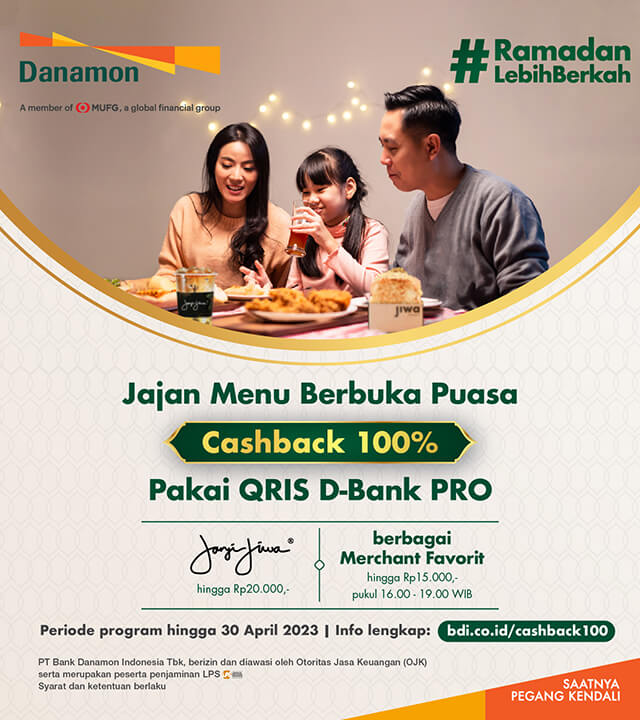 Danamon
A member of MUFG, a global financial group
#Ramadan
LebihBerkah
Janji Jiwa
jiwa
Jajan Menu Berbuka Puasa
Cashback 100%
Pakai QRIS D-Bank PRO
Janji Jiwa®
hingga Rp20.000,-
berbagai
Merchant Favorit
hingga Rp15.000,-
pukul 16.00 - 19.00 WIB
Periode program hingga 30 April 2023 | Info lengkap: bdi.co.id/cashback100
PT Bank Danamon Indonesia Tbk, berizin dan diawasi oleh Otoritas Jasa Keuangan (OJK)
serta merupakan peserta penjaminan LPS
Syarat dan ketentuan berlaku
SAATNYA
PEGANG KENDALI